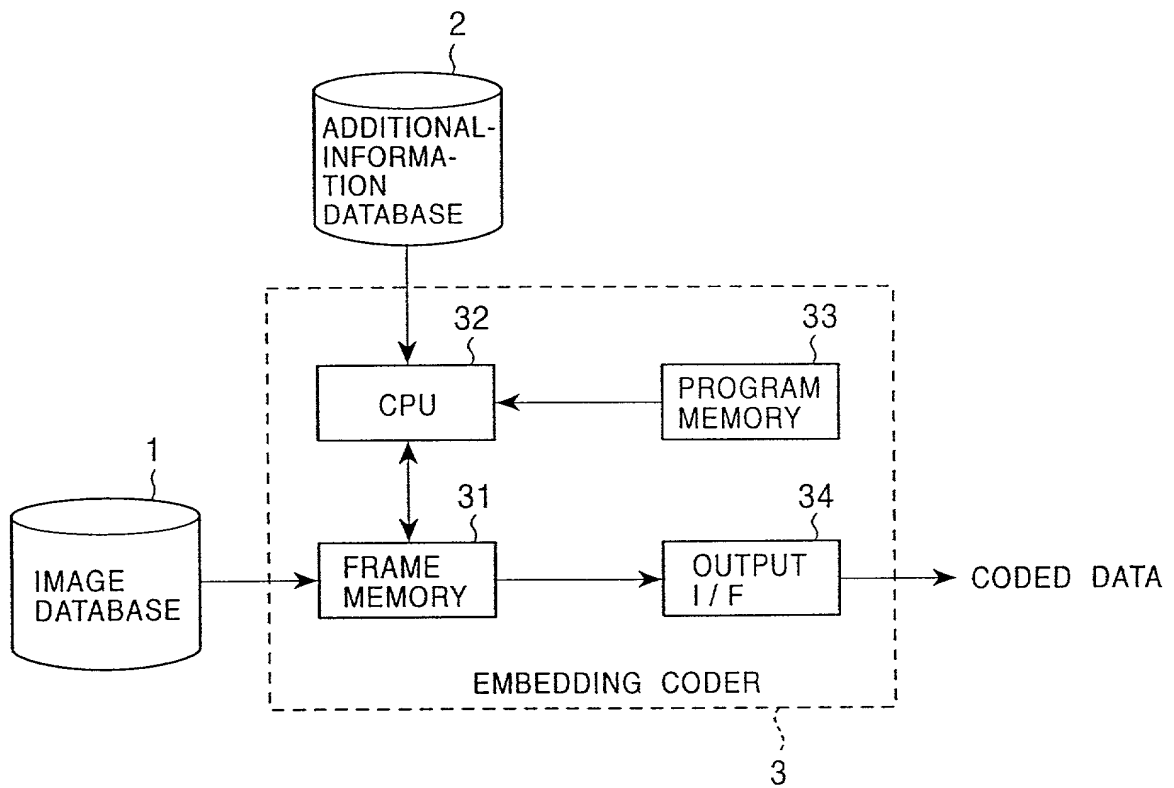 2
ADDITIONAL-
INFORMA-
TION
DATABASE
32
CPU
33
PROGRAM
MEMORY
1
IMAGE
DATABASE
31
FRAME
MEMORY
34
OUTPUT
I / F
CODED DATA
EMBEDDING CODER
3